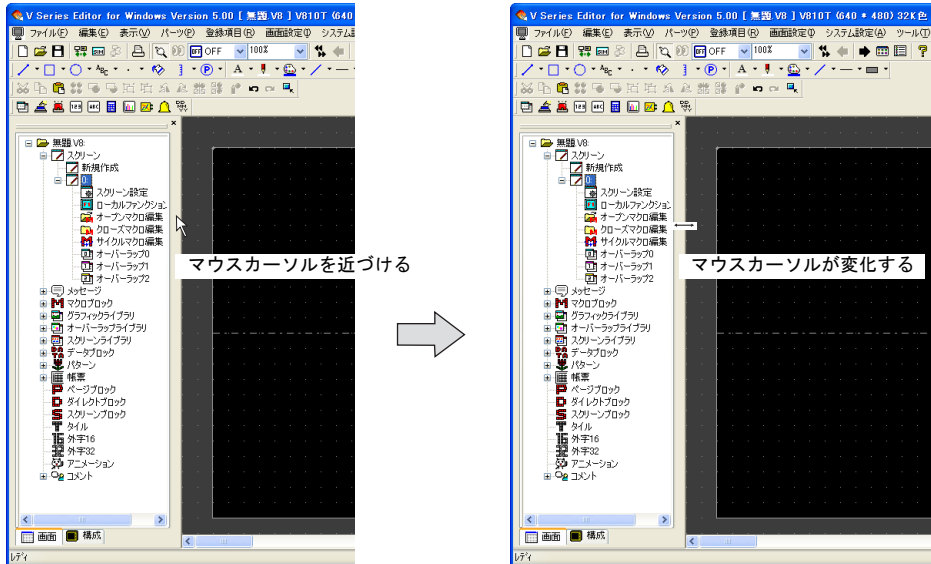 V Series Editor for Windows Version 5.00 [ 無題.V8 ] V810T (640
ファイル(F) 編集(E) 表示(V) パーツ(P) 登録項目(R) 画面設定(I) システム
OFF 100%
ABC P A
123 ABC
無題.V8:
スクリーン
新規作成
0:
スクリーン設定
ローカルファンクション
オープンマクロ編集
クローズマクロ編集
サイクルマクロ編集
オーバーラップ0
オーバーラップ1
オーバーラップ2
メッセージ
マクロブロック
グラフィックライブラリ
オーバーラップライブラリ
スクリーンライブラリ
データブロック
パターン
帳票
ページブロック
ダイレクトブロック
スクリーンブロック
タイル
外字16
外字32
アニメーション
コメント
画面 構成
レディ
マウスカーソルを近づける
V Series Editor for Windows Version 5.00 [ 無題.V8 ] V810T (640 * 480) 32K色
ファイル(F) 編集(E) 表示(V) パーツ(P) 登録項目(R) 画面設定(I) システム設定(A) ツール(T)
OFF 100%
ABC P A
123 ABC
無題.V8:
スクリーン
新規作成
0:
スクリーン設定
ローカルファンクション
オープンマクロ編集
クローズマクロ編集
サイクルマクロ編集
オーバーラップ0
オーバーラップ1
オーバーラップ2
メッセージ
マクロブロック
グラフィックライブラリ
オーバーラップライブラリ
スクリーンライブラリ
データブロック
パターン
帳票
ページブロック
ダイレクトブロック
スクリーンブロック
タイル
外字16
外字32
アニメーション
コメント
画面 構成
レディ
マウスカーソルが変化する